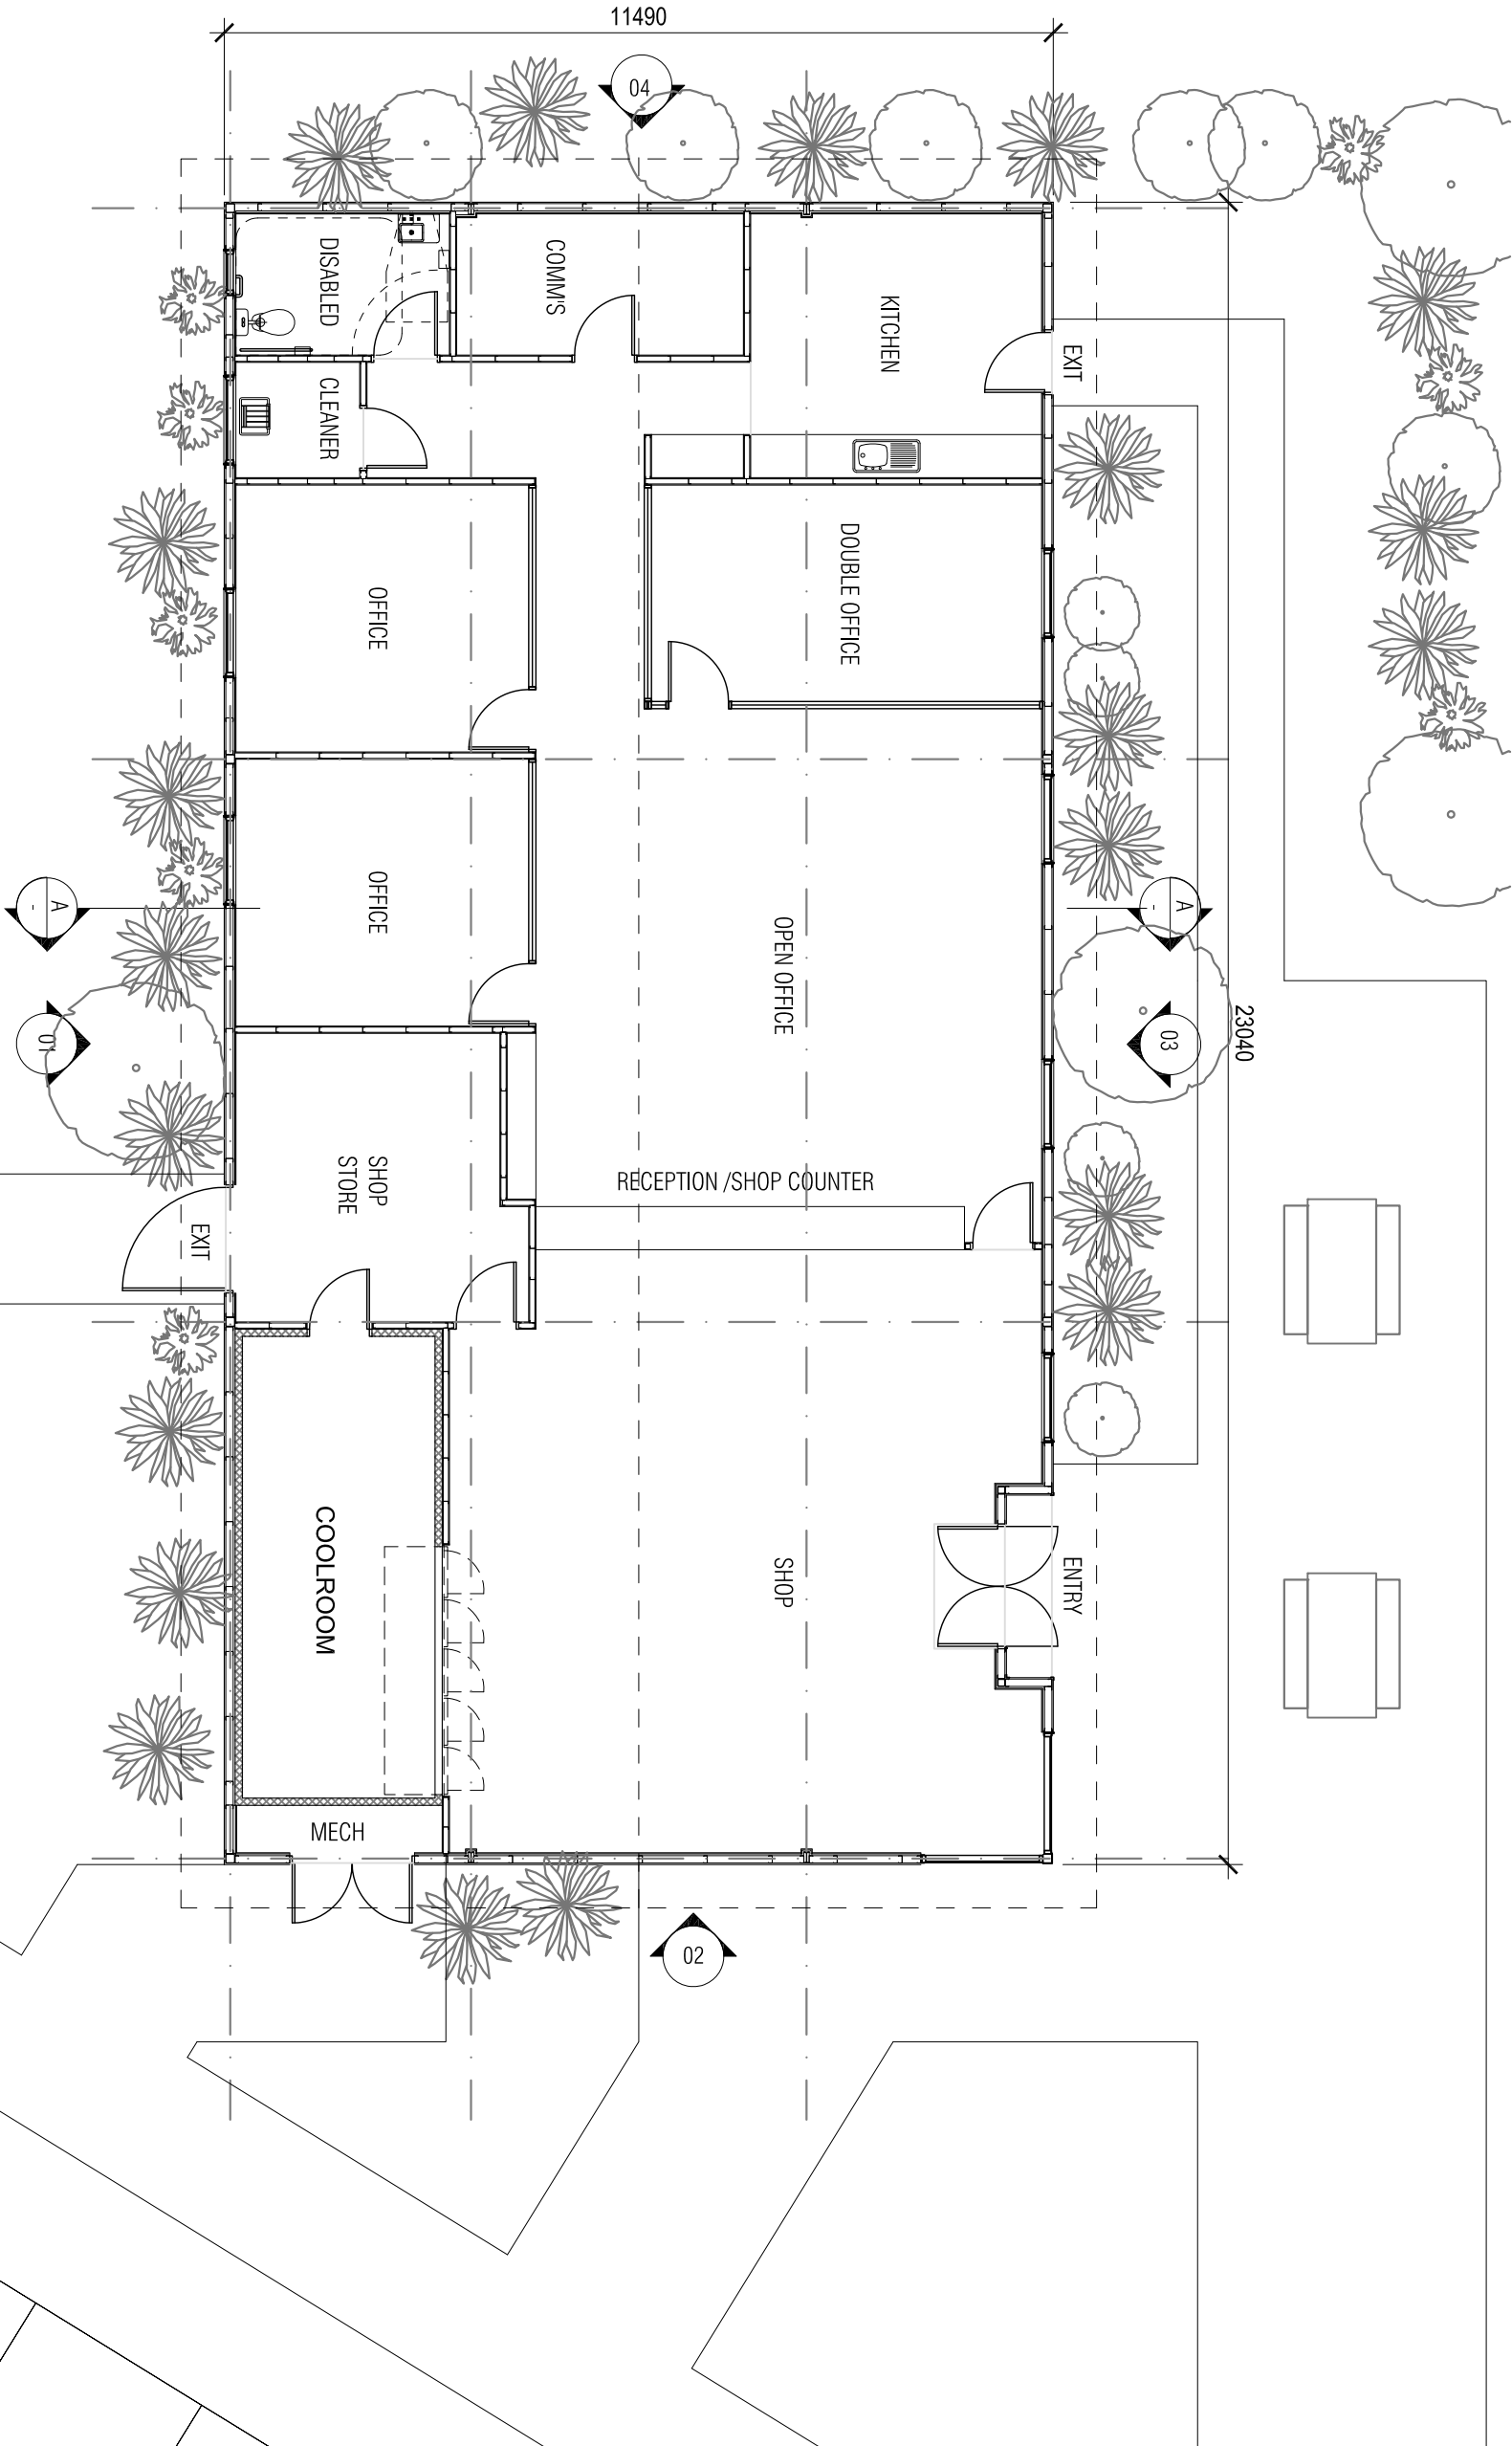 11490
04
DISABLED
COMM'S
KITCHEN
EXIT
CLEANER
OFFICE
DOUBLE OFFICE
OFFICE
OPEN OFFICE
A
-
A
-
01
03
23040
RECEPTION /SHOP COUNTER
SHOP
STORE
EXIT
COOLROOM
SHOP
ENTRY
MECH
02